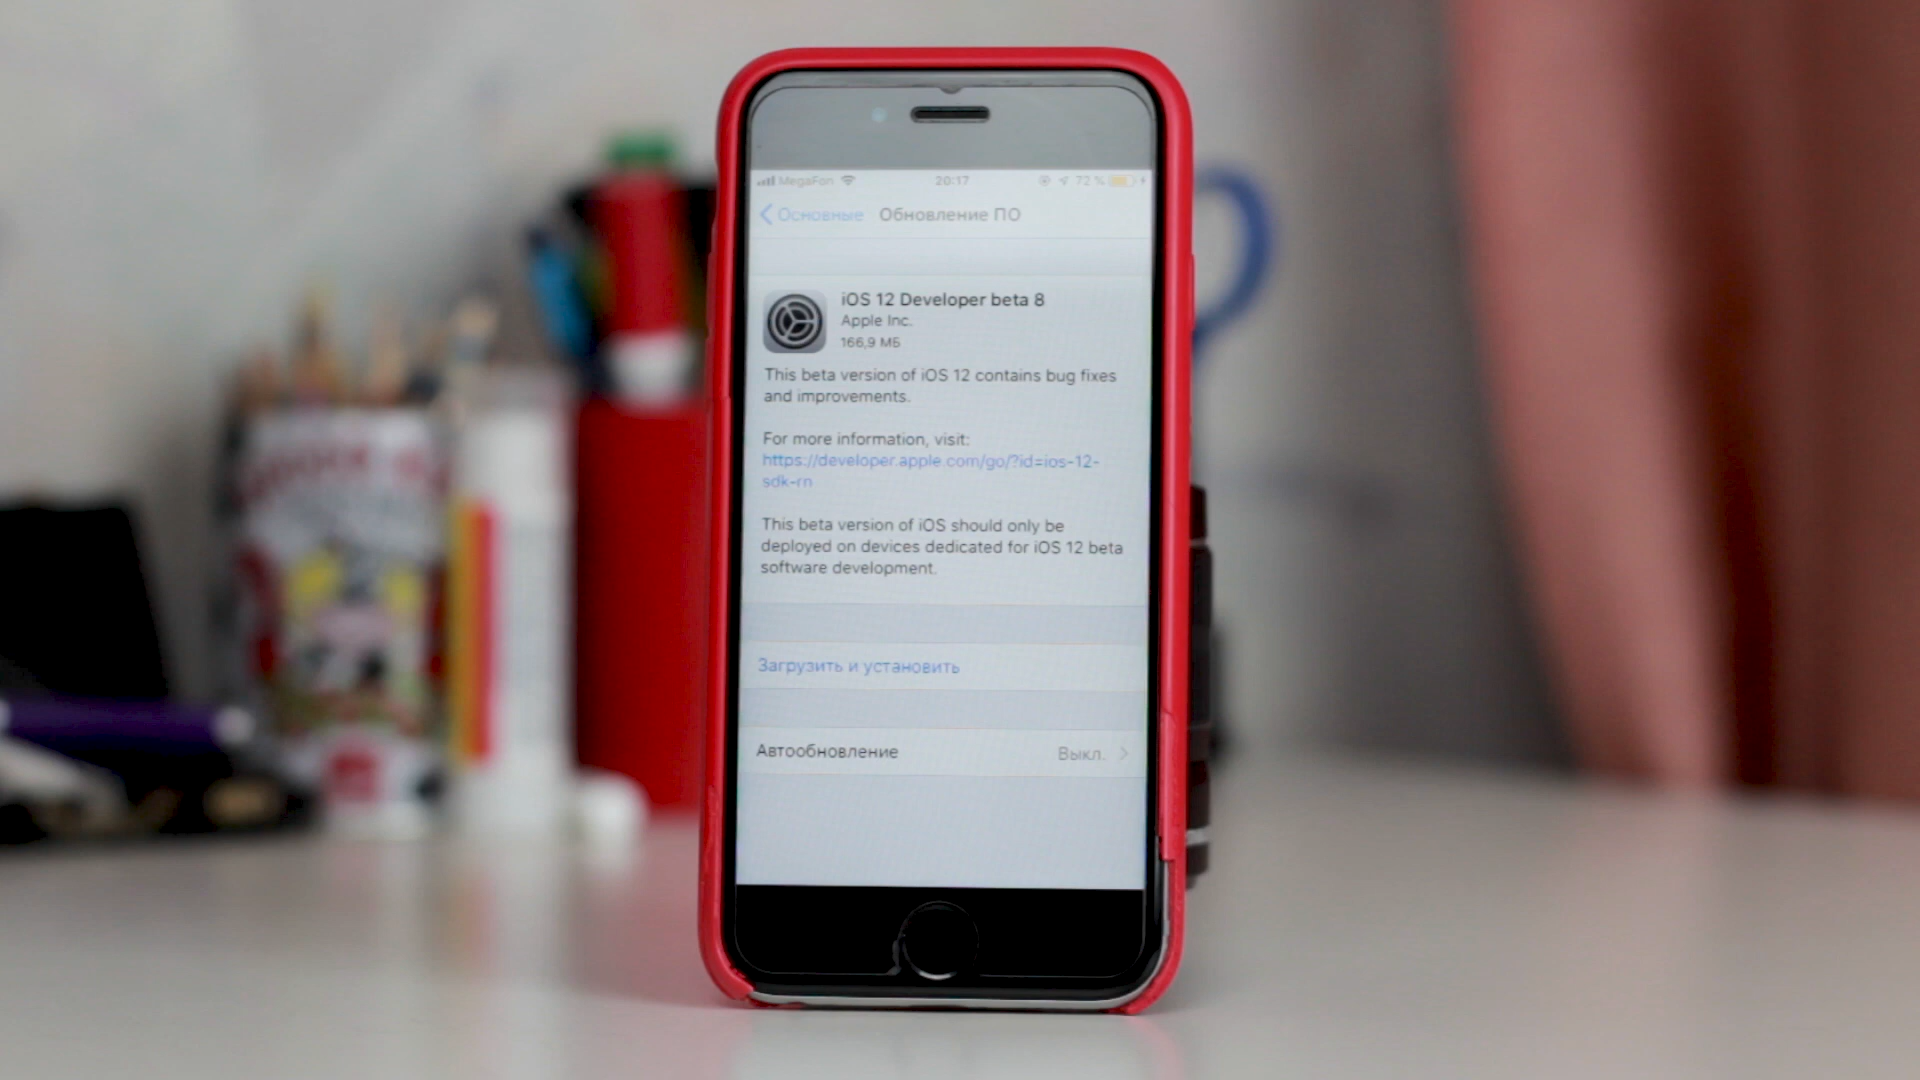 MegaFon 20:17 72 %
Основные Обновление ПО
iOS 12 Developer beta 8
Apple Inc.
166,9 МБ
This beta version of iOS 12 contains bug fixes
and improvements.
For more information, visit:
https://developer.apple.com/go/?id=ios-12-
sdk-rn
This beta version of iOS should only be
deployed on devices dedicated for iOS 12 beta
software development.
Загрузить и установить
Автообновление Выкл.